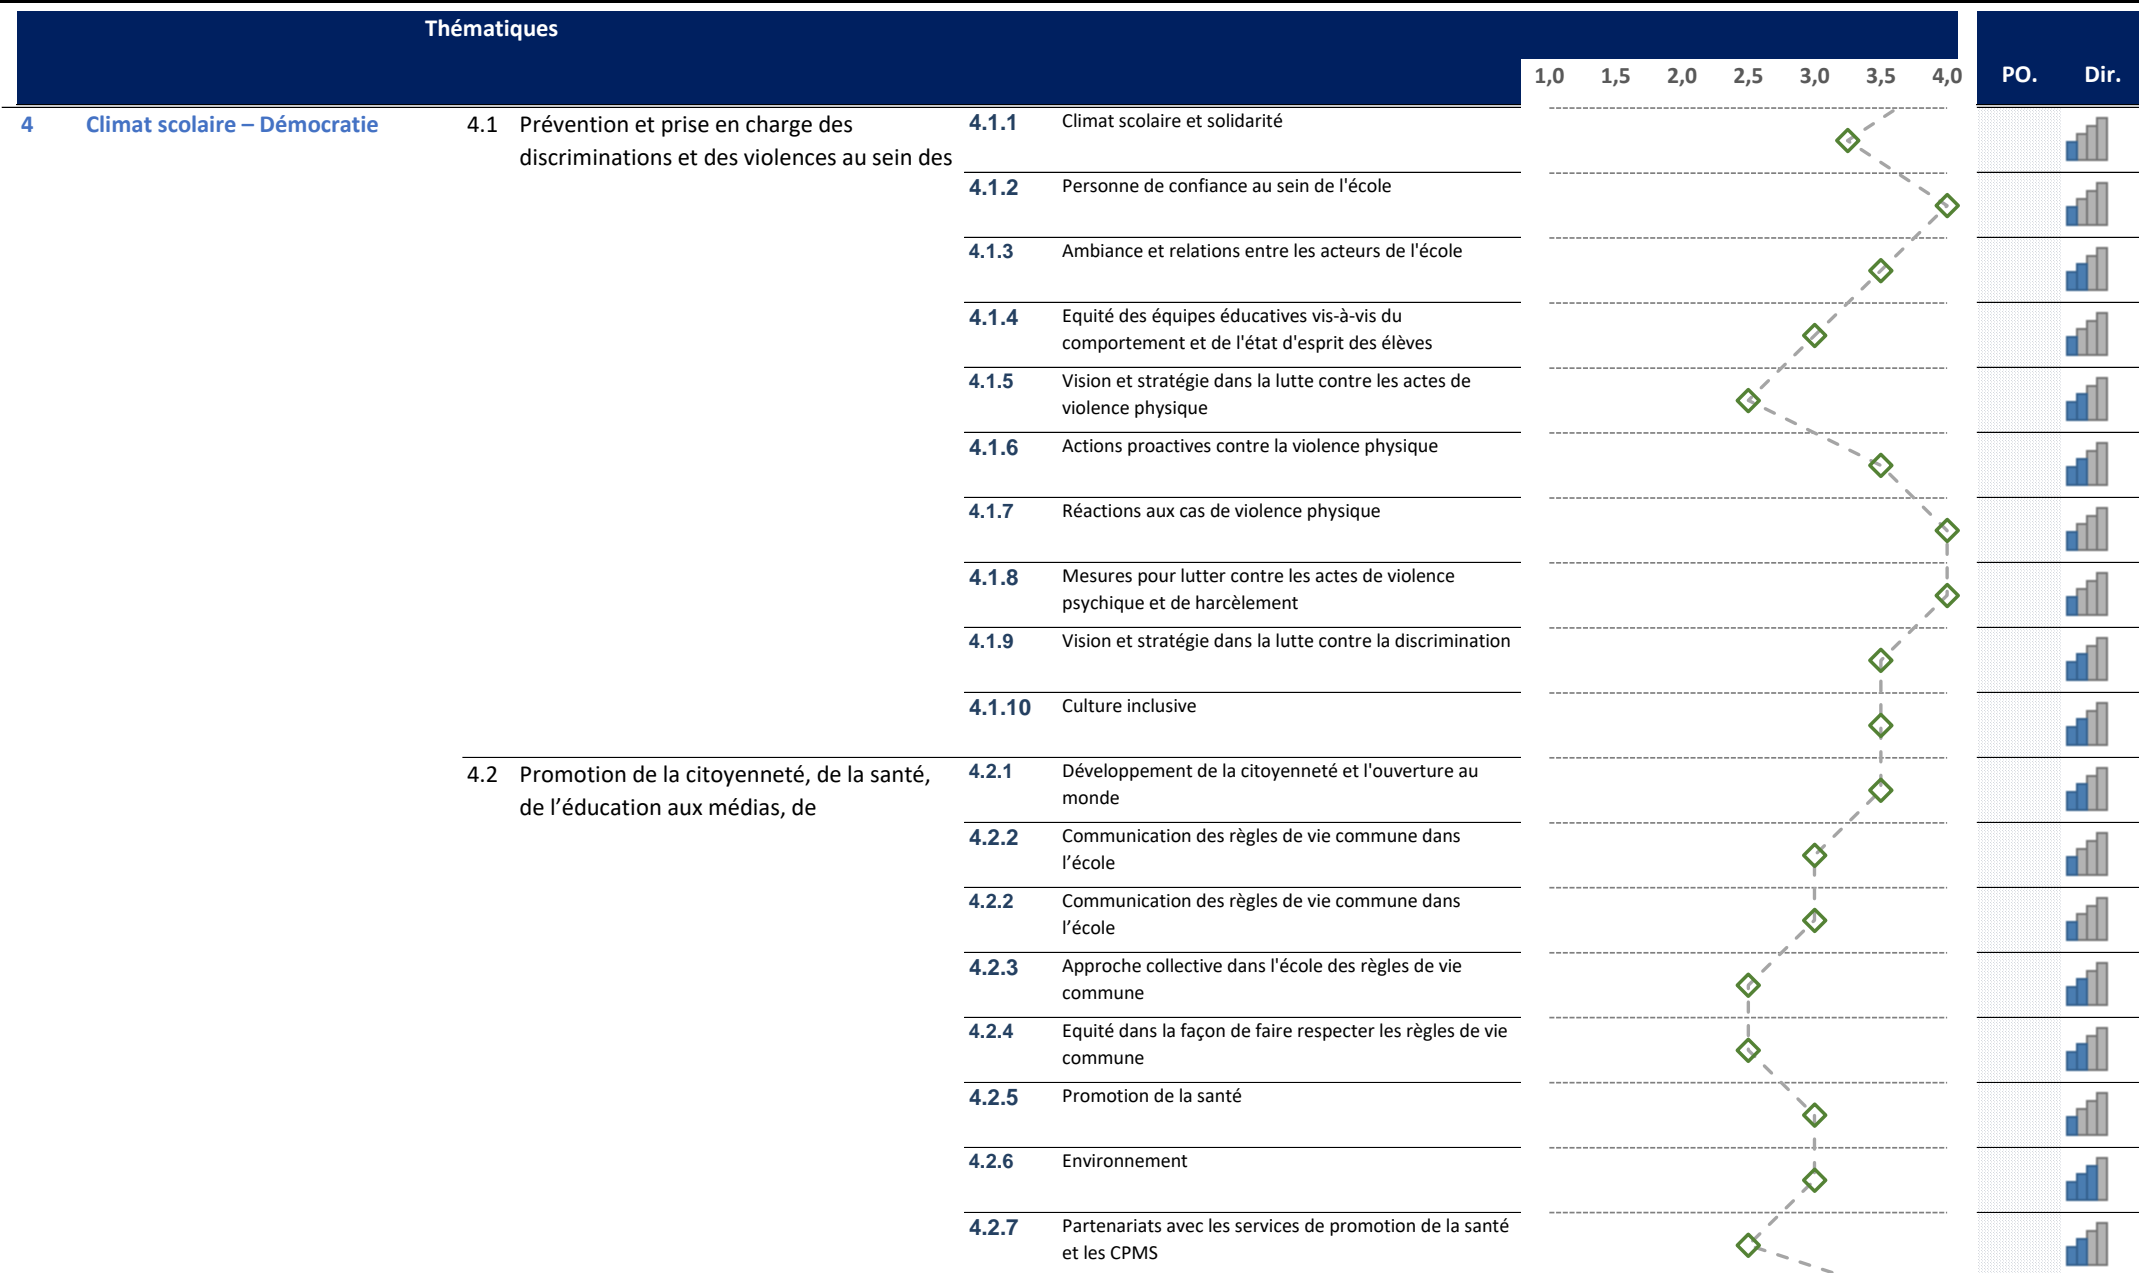 Thématiques
1,0 1,5 2,0 2,5 3,0 3,5 4,0 PO. Dir.
4 Climat scolaire – Démocratie 4.1 Prévention et prise en charge des
discriminations et des violences au sein des
4.1.1 Climat scolaire et solidarité
4.1.2 Personne de confiance au sein de l'école
4.1.3 Ambiance et relations entre les acteurs de l'école
4.1.4 Equité des équipes éducatives vis-à-vis du
comportement et de l'état d'esprit des élèves
4.1.5 Vision et stratégie dans la lutte contre les actes de
violence physique
4.1.6 Actions proactives contre la violence physique
4.1.7 Réactions aux cas de violence physique
4.1.8 Mesures pour lutter contre les actes de violence
psychique et de harcèlement
4.1.9 Vision et stratégie dans la lutte contre la discrimination
4.1.10 Culture inclusive
4.2 Promotion de la citoyenneté, de la santé,
de l’éducation aux médias, de
4.2.1 Développement de la citoyenneté et l'ouverture au
monde
4.2.2 Communication des règles de vie commune dans
l’école
4.2.2 Communication des règles de vie commune dans
l’école
4.2.3 Approche collective dans l'école des règles de vie
commune
4.2.4 Equité dans la façon de faire respecter les règles de vie
commune
4.2.5 Promotion de la santé
4.2.6 Environnement
4.2.7 Partenariats avec les services de promotion de la santé
et les CPMS